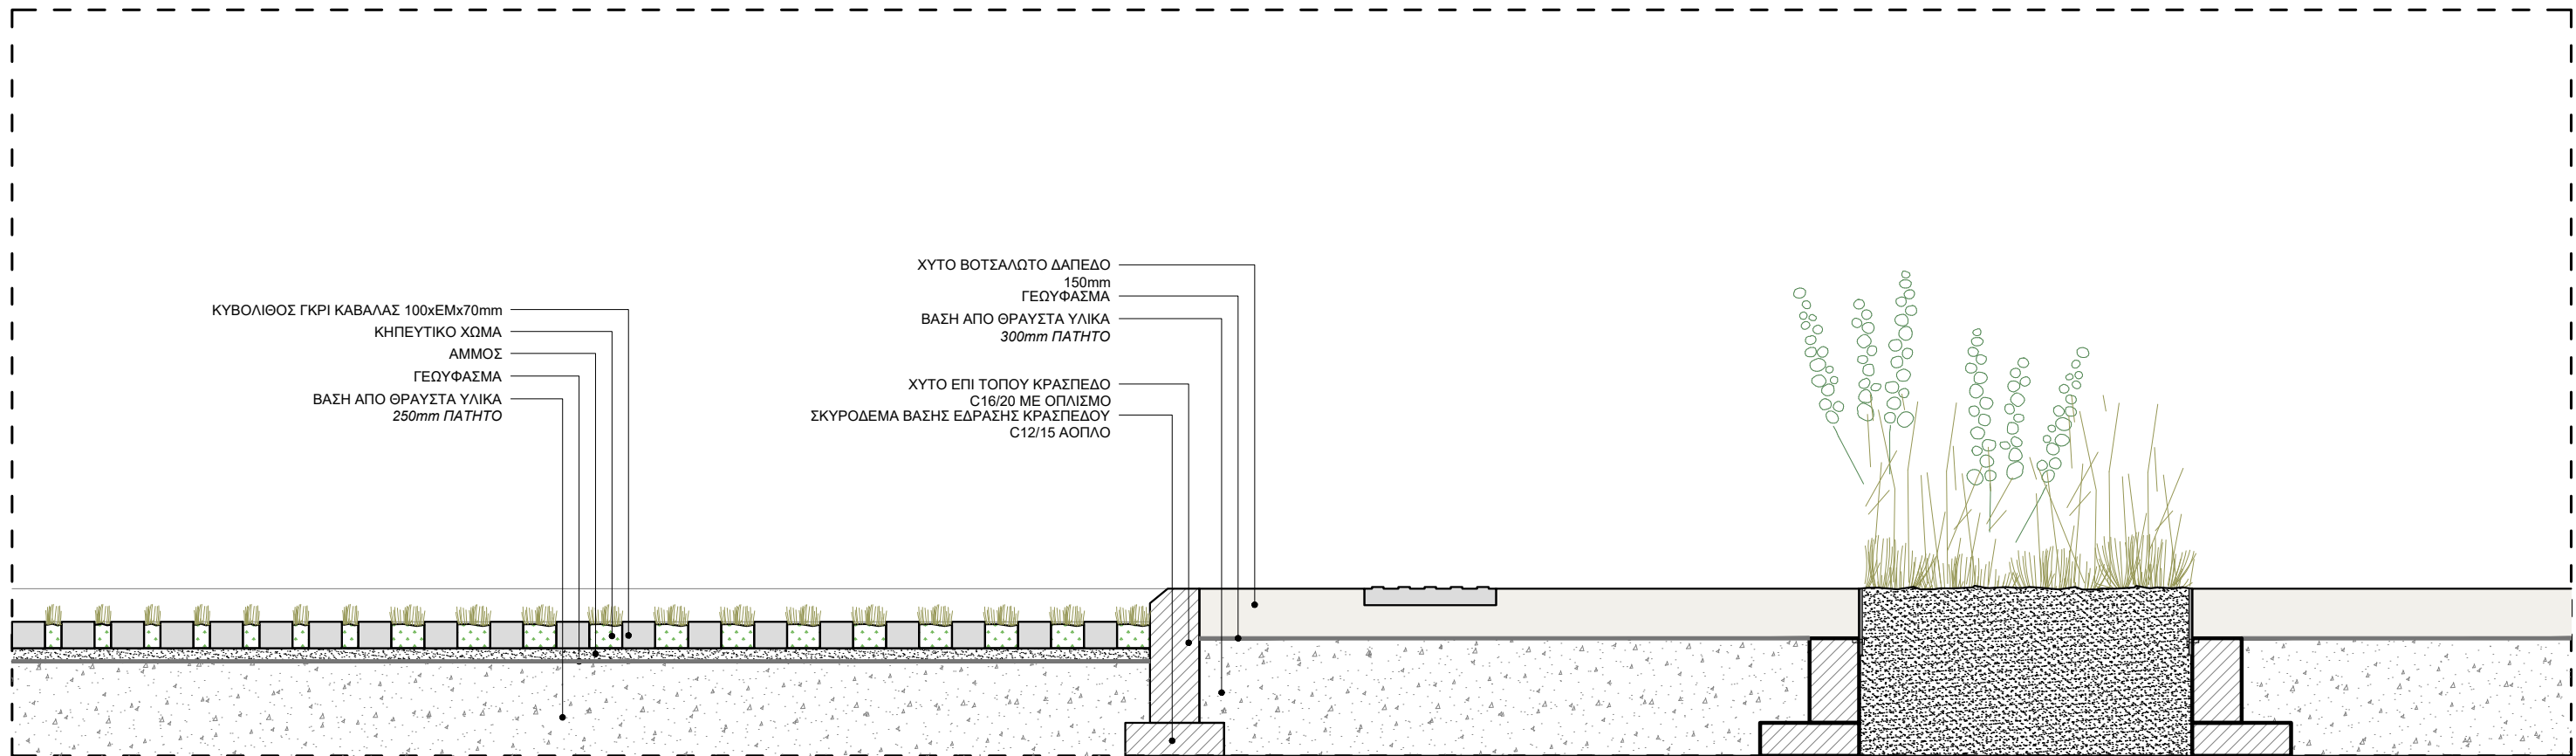 ΚΥΒΟΛΙΘΟΣ ΓΚΡΙ ΚΑΒΑΛΑΣ 100xEMx70mm
ΚΗΠΕΥΤΙΚΟ ΧΩΜΑ
ΑΜΜΟΣ
ΓΕΩΥΦΑΣΜΑ
ΒΑΣΗ ΑΠΟ ΘΡΑΥΣΤΑ ΥΛΙΚΑ
250mm ΠΑΤΗΤΟ
ΧΥΤΟ ΒΟΤΣΑΛΩΤΟ ΔΑΠΕΔΟ
150mm
ΓΕΩΥΦΑΣΜΑ
ΒΑΣΗ ΑΠΟ ΘΡΑΥΣΤΑ ΥΛΙΚΑ
300mm ΠΑΤΗΤΟ
ΧΥΤΟ ΕΠΙ ΤΟΠΟΥ ΚΡΑΣΠΕΔΟ
C16/20 ΜΕ ΟΠΛΙΣΜΟ
ΣΚΥΡΟΔΕΜΑ ΒΑΣΗΣ ΕΔΡΑΣΗΣ ΚΡΑΣΠΕΔΟΥ
C12/15 ΑΟΠΛΟ